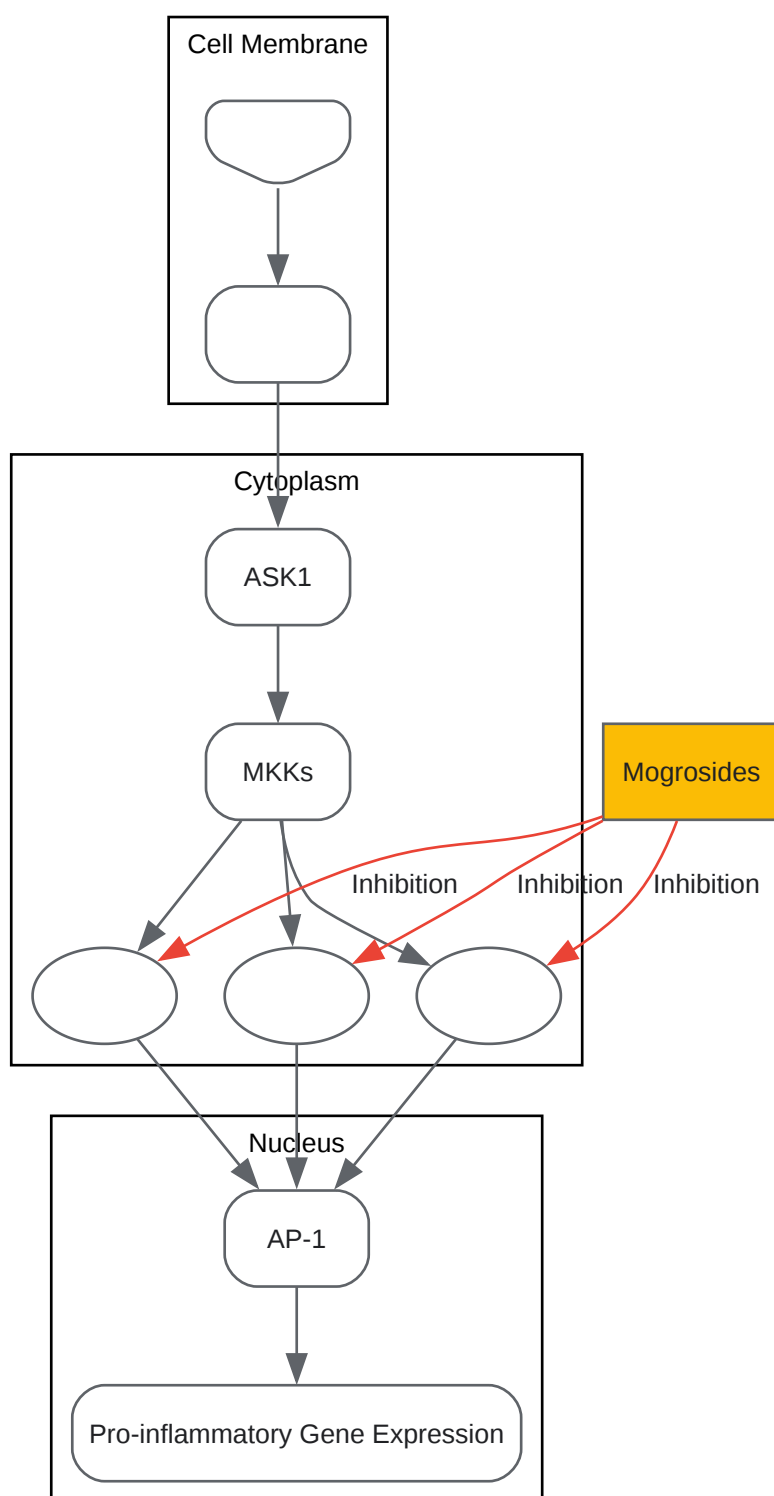 Cell Membrane
Cytoplasm
ASK1
MKKs
Mogrosides
Inhibition
Inhibition
Inhibition
Nucleus
AP-1
Pro-inflammatory Gene Expression